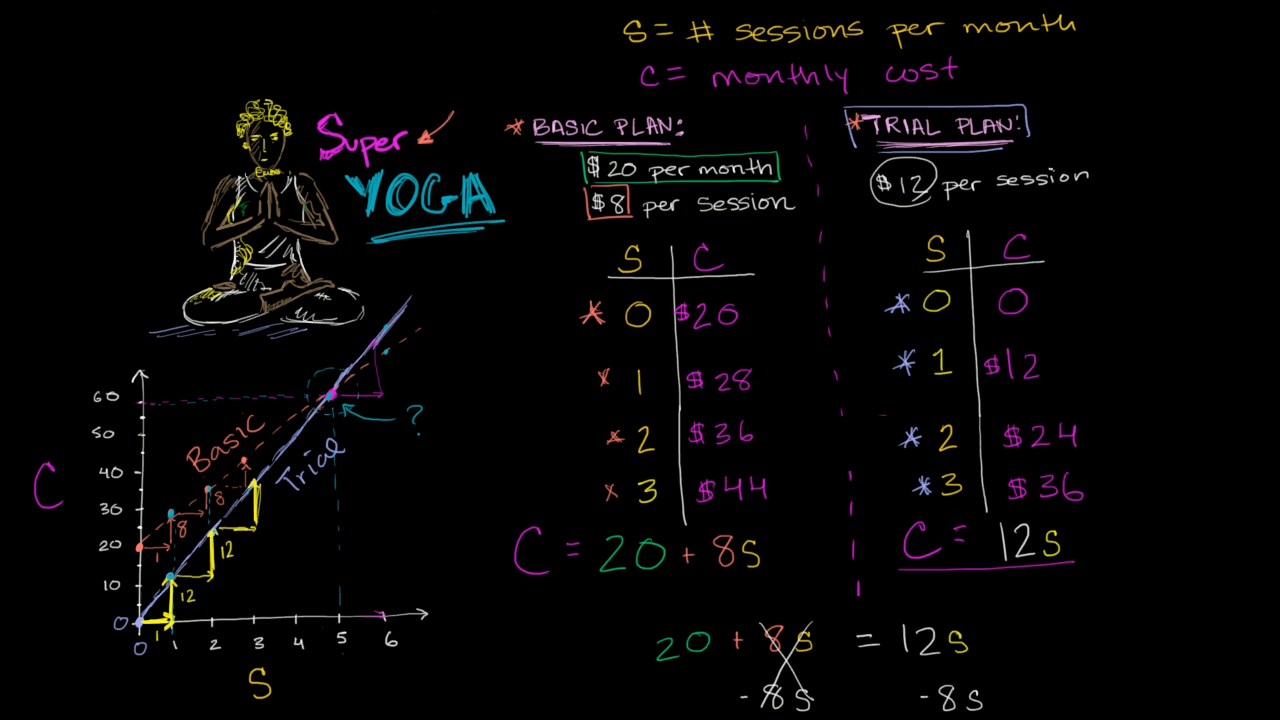 S = # sessions per month
C = monthly cost
Super
YOGA
* BASIC PLAN:
$20 per month
$8 per session
S C
* 0 $20
* 1 $28
* 2 $36
* 3 $44
C = 20 + 8S
* TRIAL PLAN:
$12 per session
S C
* 0 0
* 1 $12
* 2 $24
* 3 $36
C = 12S
20 + 8S = 12S
-8S -8S
C
60
50
40
30
20
10
0
Basic
Trial
?
1
8
8
1
12
12
0 1 2 3 4 5 6
S